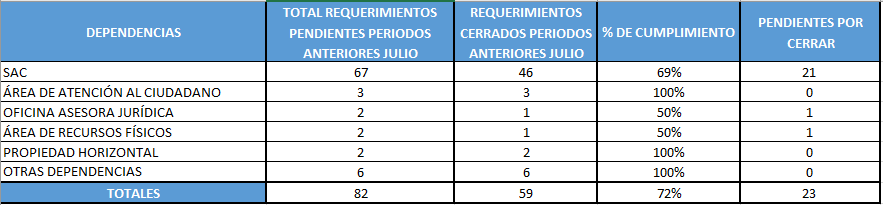 DEPENDENCIAS TOTAL REQUERIMIENTOS PENDIENTES PERIODOS ANTERIORES JULIO REQUERIMIENTOS CERRADOS PERIODOS ANTERIORES JULIO % DE CUMPLIMIENTO PENDIENTES POR CERRAR
SAC 67 46 69% 21
ÁREA DE ATENCIÓN AL CIUDADANO 3 3 100% 0
OFICINA ASESORA JURÍDICA 2 1 50% 1
ÁREA DE RECURSOS FÍSICOS 2 1 50% 1
PROPIEDAD HORIZONTAL 2 2 100% 0
OTRAS DEPENDENCIAS 6 6 100% 0
TOTALES 82 59 72% 23